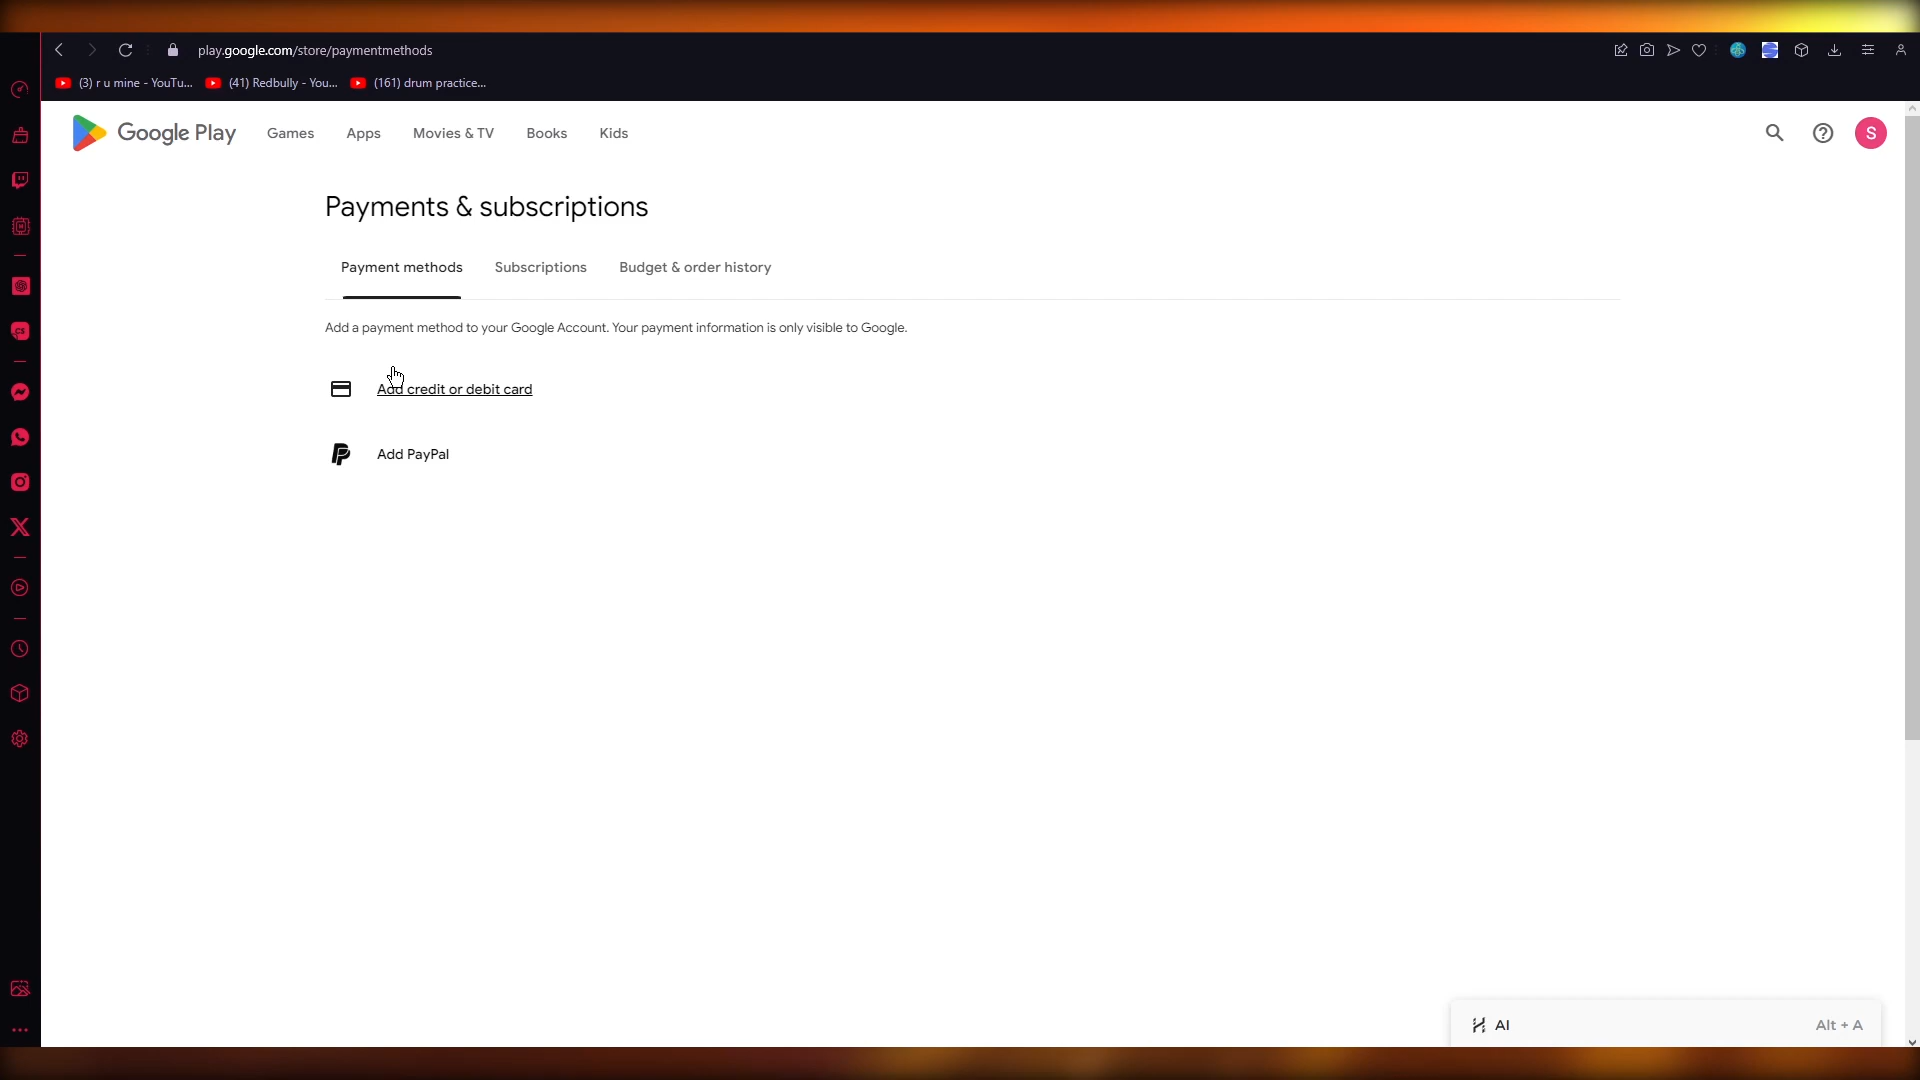 play.google.com/store/paymentmethods
(3) r u mine - YouTu... (41) Redbully - You... (161) drum practice...
Google Play Games Apps Movies & TV Books Kids S
Payments & subscriptions
Payment methods Subscriptions Budget & order history
Add a payment method to your Google Account. Your payment information is only visible to Google.
Add credit or debit card
Add PayPal
AI Alt + A